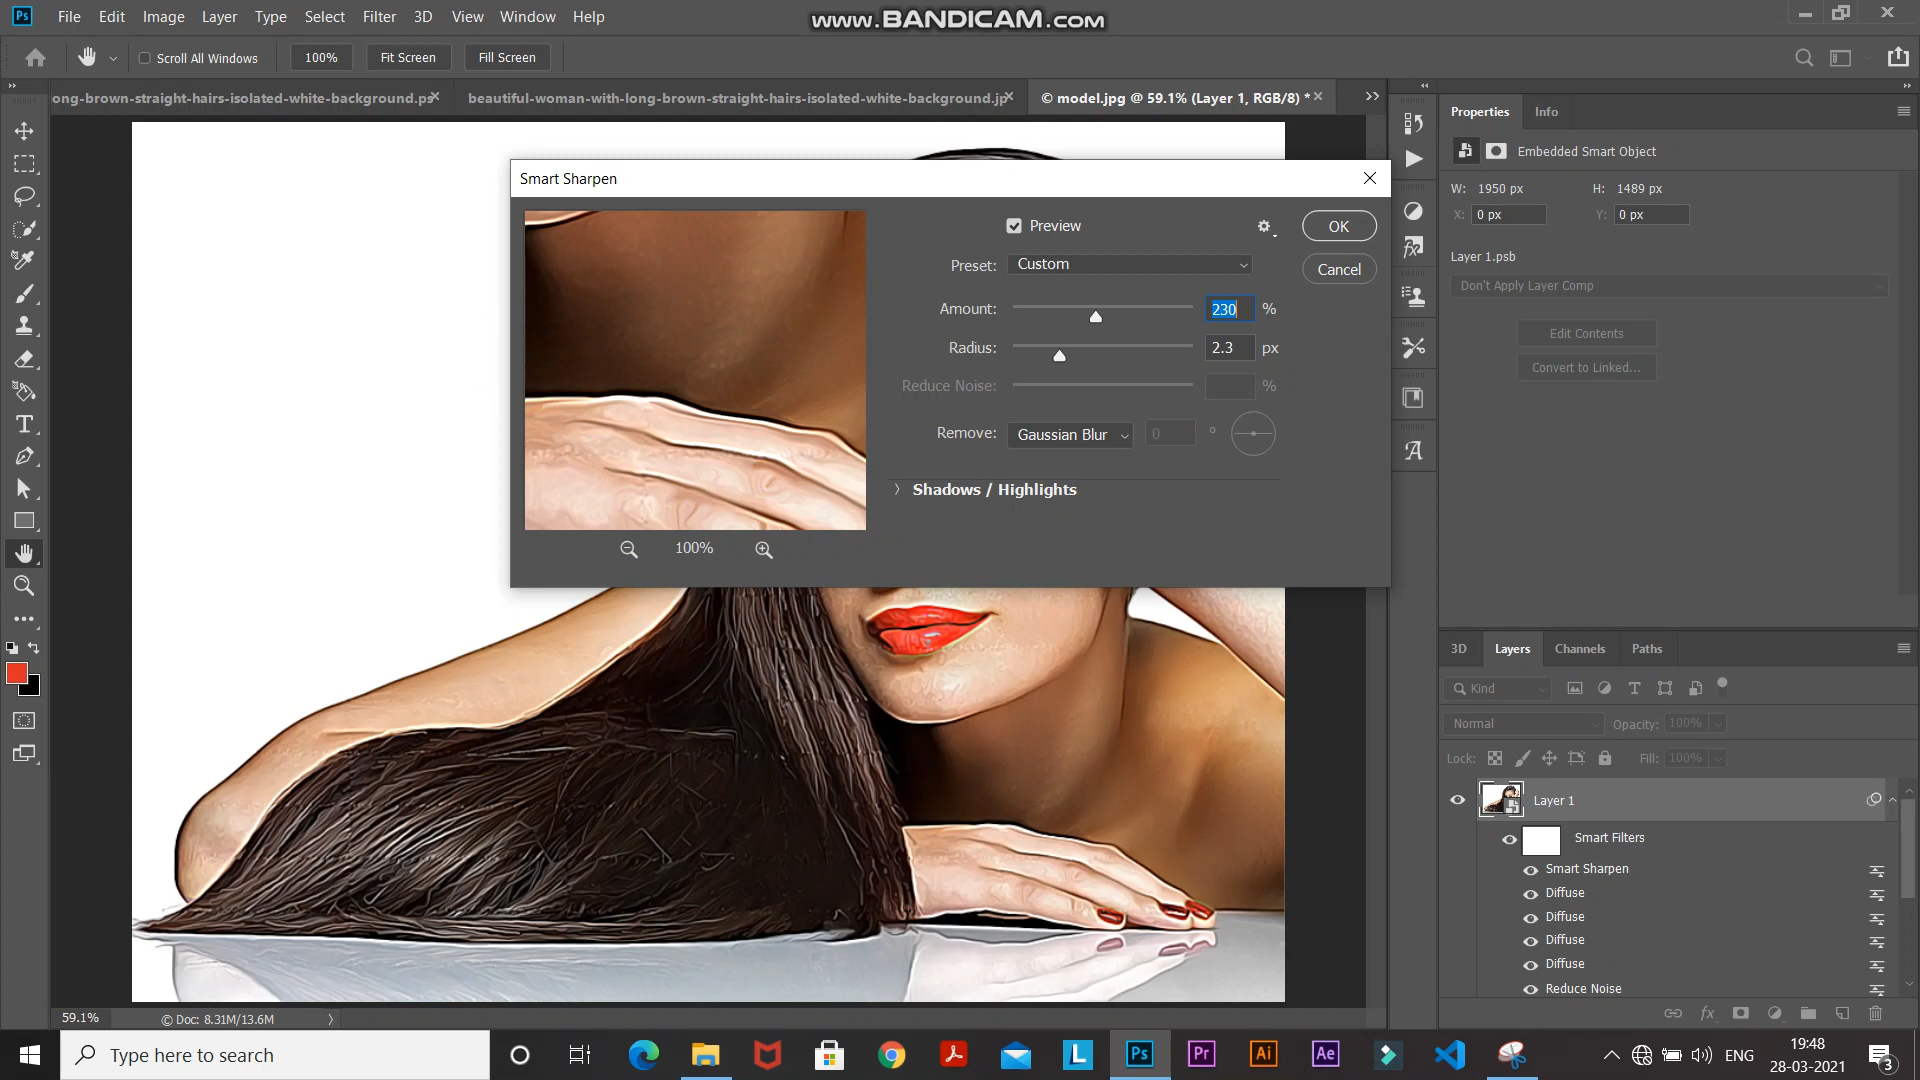 Ps File Edit Image Layer Type Select Filter 3D View Window Help
www.BANDICAM.com
Scroll All Windows 100% Fit Screen Fill Screen
ong-brown-straight-hairs-isolated-white-background.ps
beautiful-woman-with-long-brown-straight-hairs-isolated-white-background.jp
© model.jpg @ 59.1% (Layer 1, RGB/8) *
Properties Info
Embedded Smart Object
W: 1950 px H: 1489 px
X: 0 px Y: 0 px
Layer 1.psb
Don't Apply Layer Comp
Edit Contents
Convert to Linked...
Smart Sharpen
Preview
OK
Preset: Custom
Cancel
Amount: 230 %
Radius: 2.3 px
Reduce Noise: %
Remove: Gaussian Blur 0 °
Shadows / Highlights
100%
3D Layers Channels Paths
Kind
Normal Opacity: 100%
Lock: Fill: 100%
Layer 1
Smart Filters
Smart Sharpen
Diffuse
Diffuse
Diffuse
Diffuse
Reduce Noise
59.1% © Doc: 8.31M/13.6M
Type here to search
L Ps Pr Ai Ae
ENG
19:48
28-03-2021
3